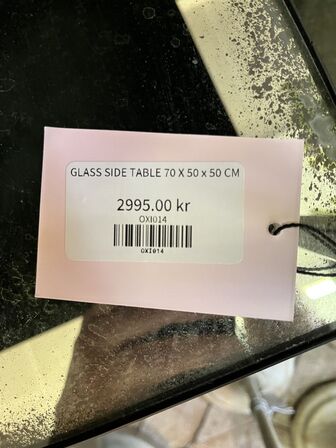 GLASS SIDE TABLE 70 X 50 x 50 CM
2995.00 kr
OXI014
OXI014